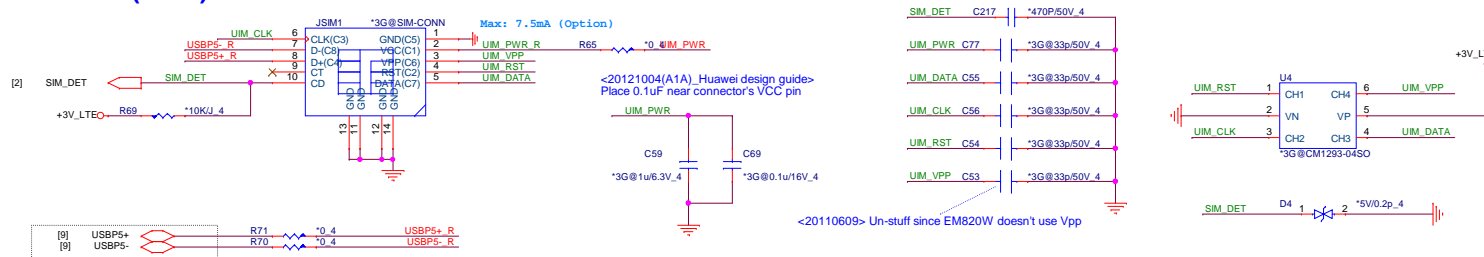 JSIM1
*3G@SIM-CONN
Max: 7.5mA (Option)
UIM_CLK 6 CLK(C3) GND(C5) 1
USBP5-_R 7 D-(C8) VCC(C1) 2 UIM_PWR_R R65 *0_4 UIM_PWR
USBP5+_R 8 D+(C4) VPP(C6) 3 UIM_VPP
9 CT RST(C2) 4 UIM_RST
[2] SIM_DET SIM_DET 10 CD DATA(C7) 5 UIM_DATA
GND GND GND GND
13 11 12 14
+3V_LTE R69 *10K/J_4
<20121004(A1A)_Huawei design guide>
Place 0.1uF near connector's VCC pin
UIM_PWR
C59 C69
*3G@1u/6.3V_4 *3G@0.1u/16V_4
SIM_DET C217 *470P/50V_4
UIM_PWR C77 *3G@33p/50V_4
UIM_DATA C55 *3G@33p/50V_4
UIM_CLK C56 *3G@33p/50V_4
UIM_RST C54 *3G@33p/50V_4
UIM_VPP C53 *3G@33p/50V_4
<20110609> Un-stuff since EM820W doesn't use Vpp
+3V_L
U4
UIM_RST 1 CH1 CH4 6 UIM_VPP
2 VN VP 5
UIM_CLK 3 CH2 CH3 4 UIM_DATA
*3G@CM1293-04SO
SIM_DET D4 1 2 *5V/0.2p_4
[9] USBP5+ R71 *0_4 USBP5+_R
[9] USBP5- R70 *0_4 USBP5-_R